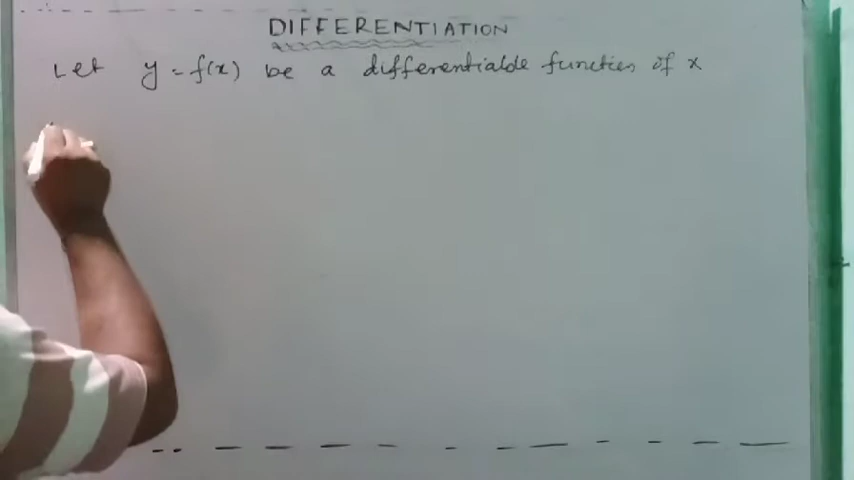 DIFFERENTIATION
Let y = f(x) be a differentiable function of x